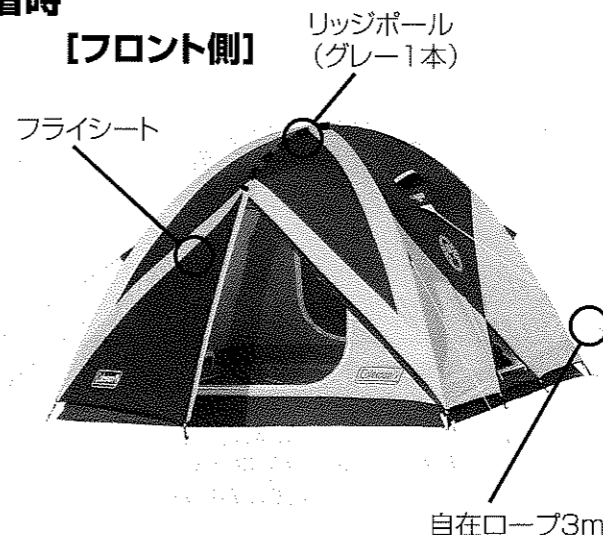 着時
[フロント側]
リッジポール
(グレー1本)
フライシート
Coleman
自在ロープ3m